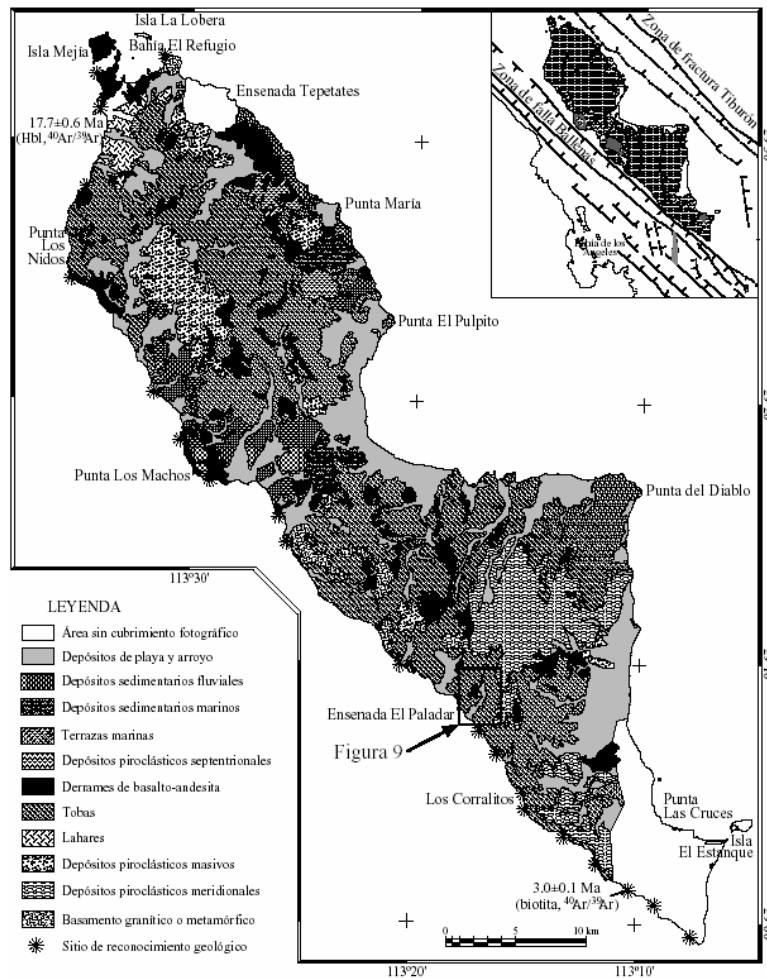 Isla La Lobera
Isla Mejía
Bahía El Refugio
Ensenada Tepetates
17.7±0.6 Ma
(Hbl, ⁴⁰Ar/³⁹Ar)
Punta María
Punta
Los
Nidos
Punta El Pulpito
Punta Los Machos
Punta del Diablo
Zona de fractura Tiburón
Zona de falla Ballenas
Bahía de los
Angeles
113°30'
LEYENDA
Área sin cubrimiento fotográfico
Depósitos de playa y arroyo
Depósitos sedimentarios fluviales
Depósitos sedimentarios marinos
Terrazas marinas
Depósitos piroclásticos septentrionales
Derrames de basalto-andesita
Tobas
Lahares
Depósitos piroclásticos masivos
Depósitos piroclásticos meridionales
Basamento granítico o metamórfico
Sitio de reconocimiento geológico
Ensenada El Paladar
Figura 9
Los Corralitos
Punta
Las Cruces
Isla
El Estanque
3.0±0.1 Ma
(biotita, ⁴⁰Ar/³⁹Ar)
0 5 10 km
113°20'
113°10'